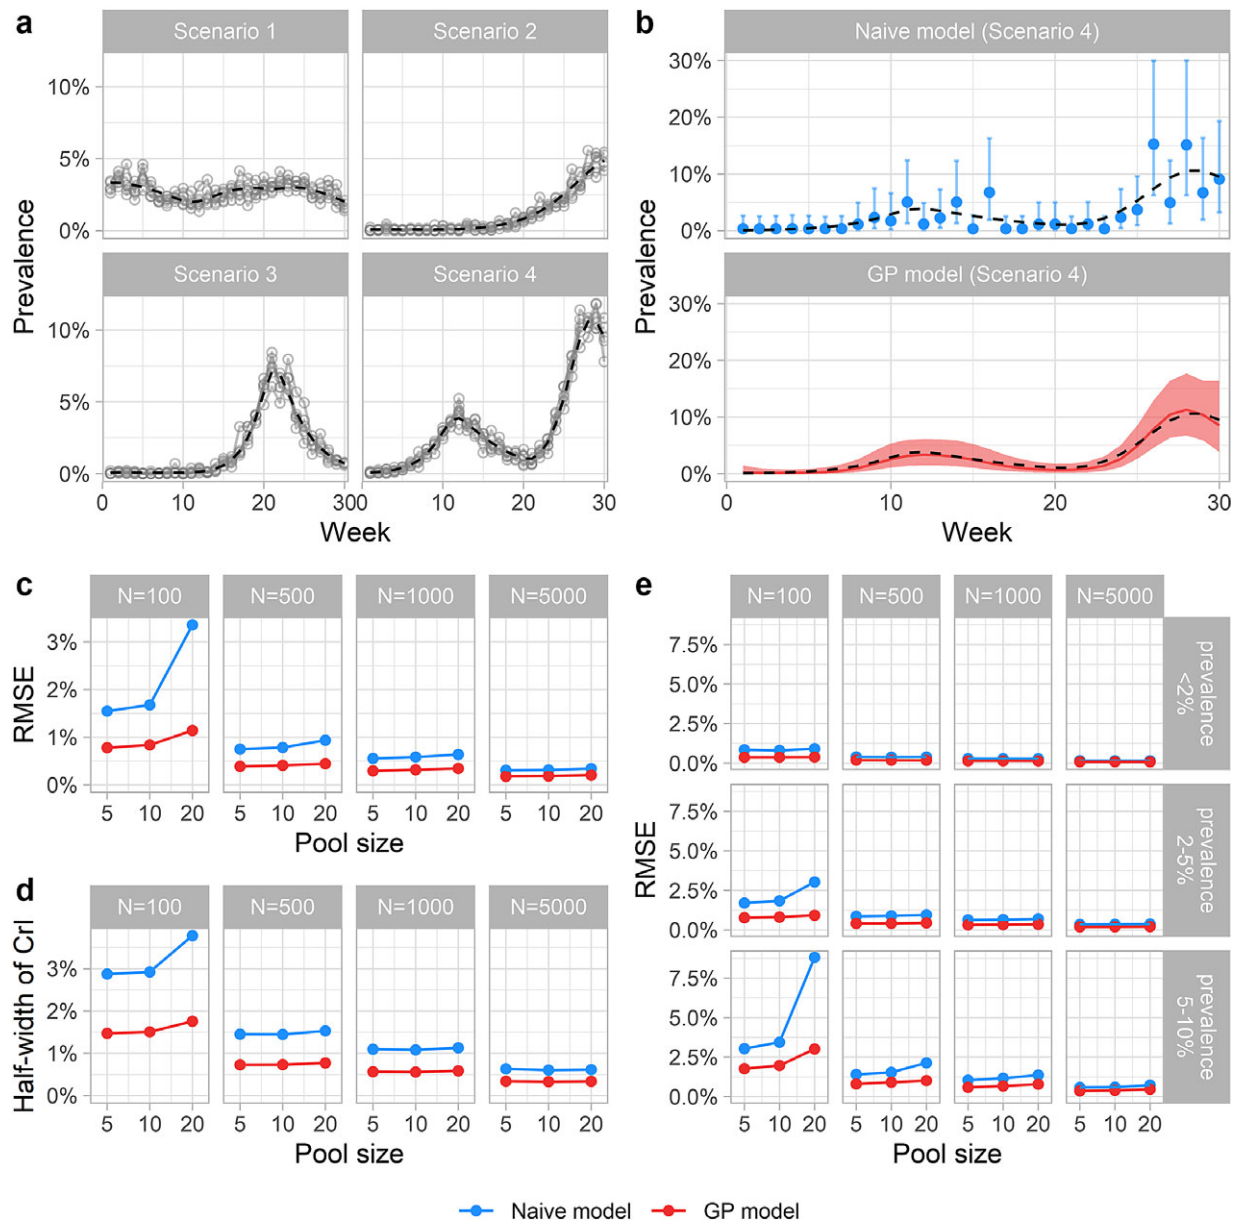 a
Scenario 1
Scenario 2
10%
5%
0%
Scenario 3
Scenario 4
10%
5%
0%
0 10 20 30 0 10 20 30
Prevalence
Week
b
Naive model (Scenario 4)
30%
20%
10%
0%
GP model (Scenario 4)
30%
20%
10%
0%
0 10 20 30
Prevalence
Prevalence
Week
c
N=100 N=500 N=1000 N=5000
3%
2%
1%
0%
5 10 20 5 10 20 5 10 20 5 10 20
RMSE
Pool size
d
N=100 N=500 N=1000 N=5000
3%
2%
1%
0%
5 10 20 5 10 20 5 10 20 5 10 20
Half-width of CrI
Pool size
e
N=100 N=500 N=1000 N=5000
7.5%
5.0%
2.5%
0.0%
prevalence
<2%
7.5%
5.0%
2.5%
0.0%
prevalence
2-5%
7.5%
5.0%
2.5%
0.0%
prevalence
5-10%
5 10 20 5 10 20 5 10 20 5 10 20
RMSE
Pool size
Naive model GP model